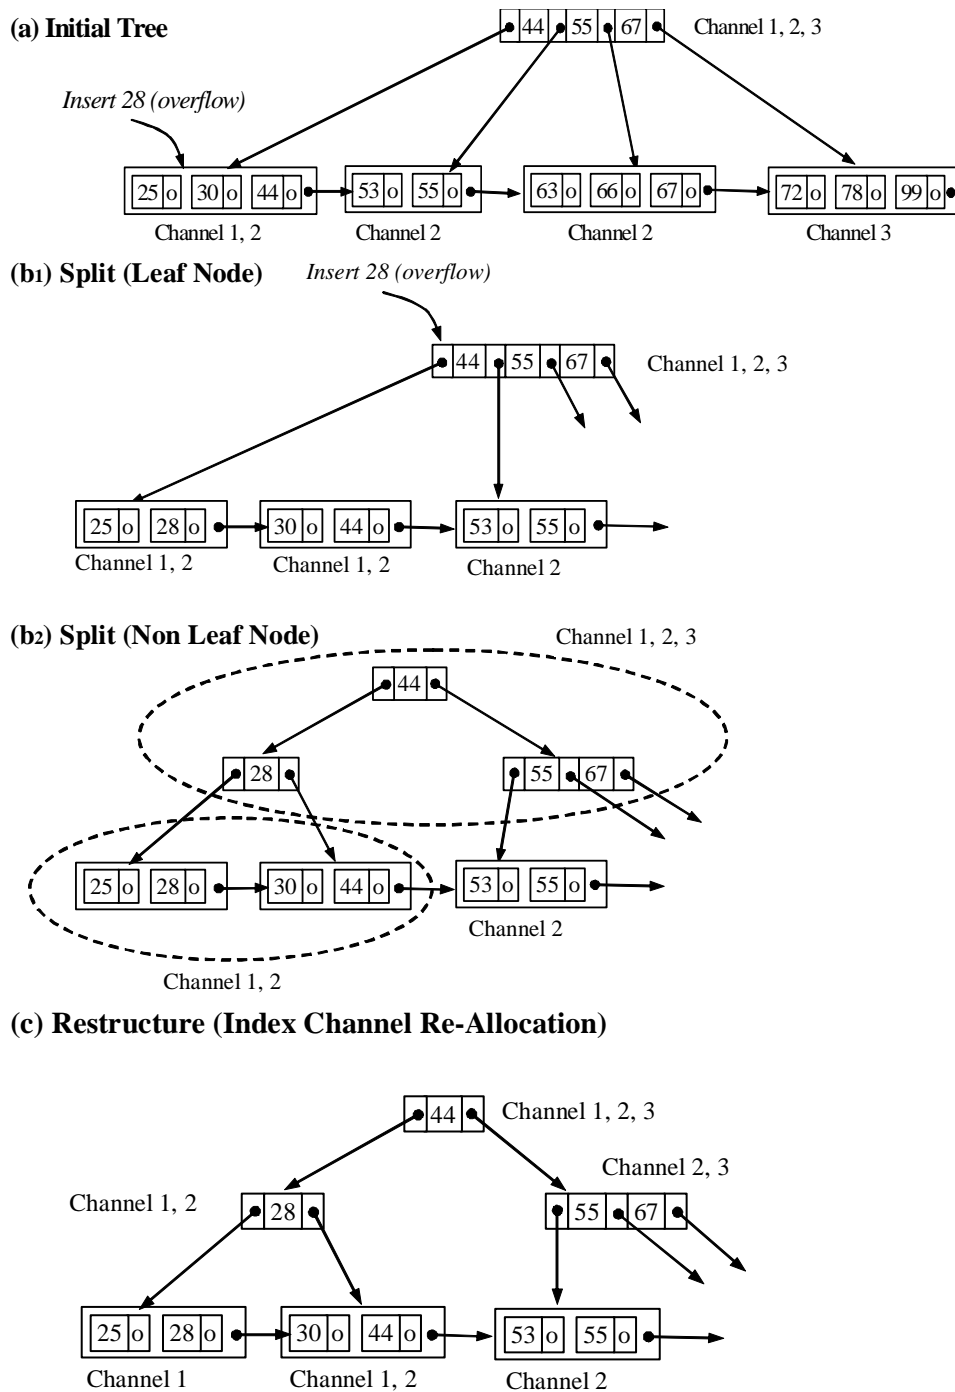 (a) Initial Tree
44 55 67
Channel 1, 2, 3
Insert 28 (overflow)
25 o 30 o 44 o
53 o 55 o
63 o 66 o 67 o
72 o 78 o 99 o
Channel 1, 2
Channel 2
Channel 2
Channel 3
(b1) Split (Leaf Node)
Insert 28 (overflow)
44 55 67
Channel 1, 2, 3
25 o 28 o
30 o 44 o
53 o 55 o
Channel 1, 2
Channel 1, 2
Channel 2
(b2) Split (Non Leaf Node)
Channel 1, 2, 3
44
28
55 67
25 o 28 o
30 o 44 o
53 o 55 o
Channel 2
Channel 1, 2
(c) Restructure (Index Channel Re-Allocation)
44
Channel 1, 2, 3
Channel 2, 3
Channel 1, 2
28
55 67
25 o 28 o
30 o 44 o
53 o 55 o
Channel 1
Channel 1, 2
Channel 2